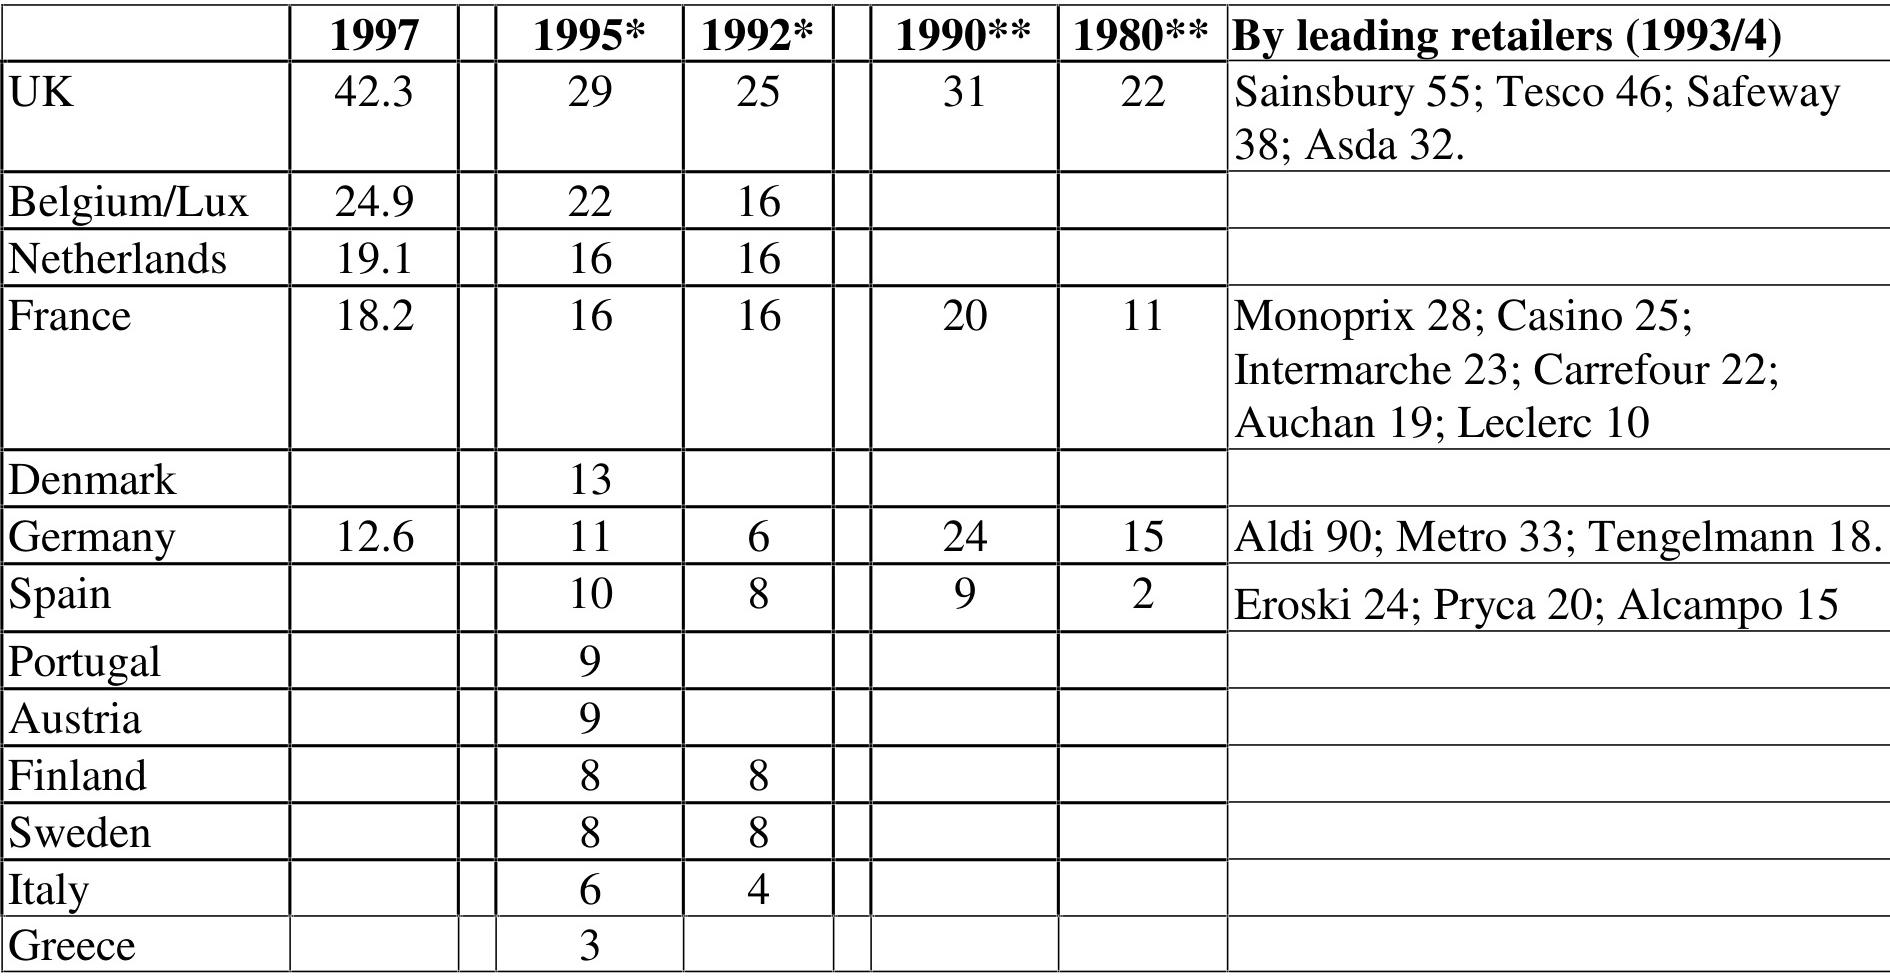 1997 1995* 1992* 1990** 1980** By leading retailers (1993/4)
UK 42.3 29 25 31 22 Sainsbury 55; Tesco 46; Safeway
38; Asda 32.
Belgium/Lux 24.9 22 16
Netherlands 19.1 16 16
France 18.2 16 16 20 11 Monoprix 28; Casino 25;
Intermarche 23; Carrefour 22;
Auchan 19; Leclerc 10
Denmark 13
Germany 12.6 11 6 24 15 Aldi 90; Metro 33; Tengelmann 18.
Spain 10 8 9 2 Eroski 24; Pryca 20; Alcampo 15
Portugal 9
Austria 9
Finland 8 8
Sweden 8 8
Italy 6 4
Greece 3